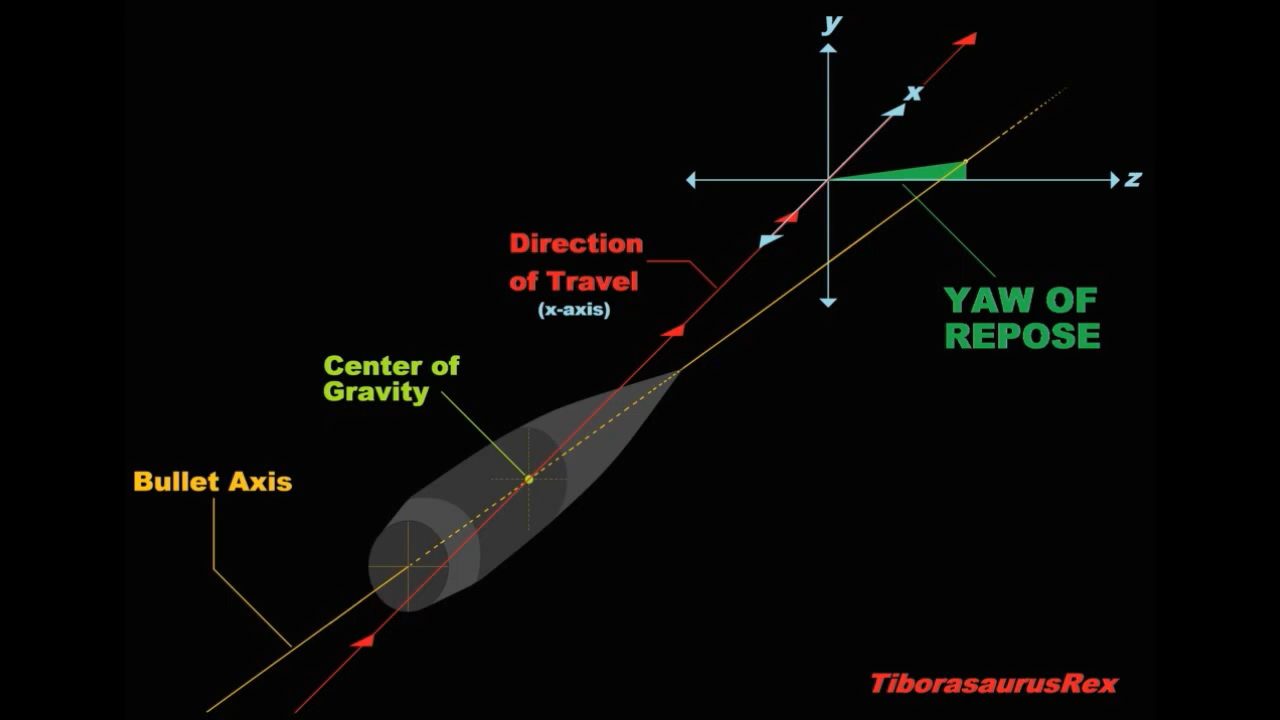 y
x
z
Direction
of Travel
(x-axis)
YAW OF
REPOSE
Center of
Gravity
Bullet Axis
TiborasaurusRex